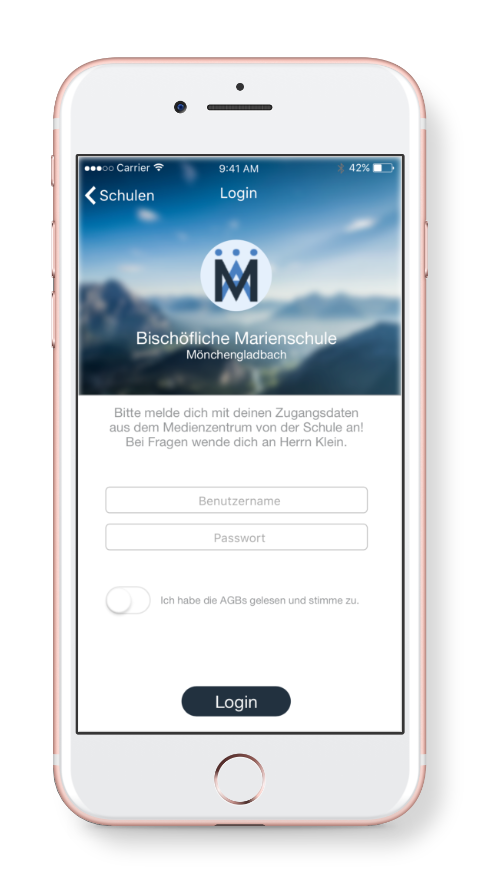 Carrier 9:41 AM 42%
Schulen Login
M
Bischöfliche Marienschule
Mönchengladbach
Bitte melde dich mit deinen Zugangsdaten
aus dem Medienzentrum von der Schule an!
Bei Fragen wende dich an Herrn Klein.
Benutzername
Passwort
Ich habe die AGBs gelesen und stimme zu.
Login